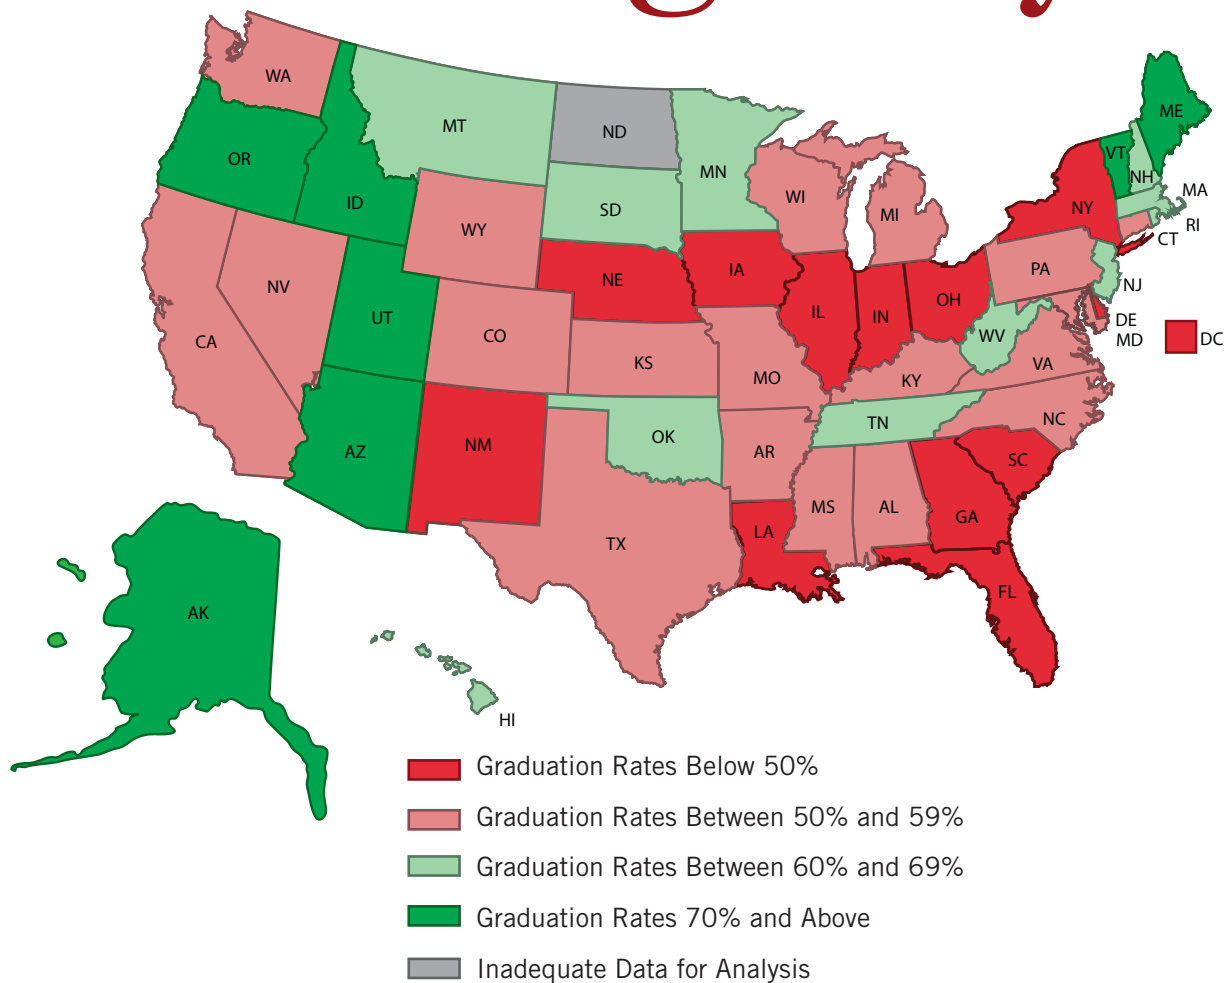 WA
MT
ND
MN
OR
ID
SD
WI
MI
WY
NE
IA
NV
UT
CO
CA
KS
MO
IL
IN
OH
KY
WV
VA
PA
NY
VT
NH
ME
MA
RI
CT
NJ
DE
MD
DC
AZ
NM
OK
AR
TN
NC
SC
TX
LA
MS
AL
GA
FL
AK
HI
Graduation Rates Below 50%
Graduation Rates Between 50% and 59%
Graduation Rates Between 60% and 69%
Graduation Rates 70% and Above
Inadequate Data for Analysis